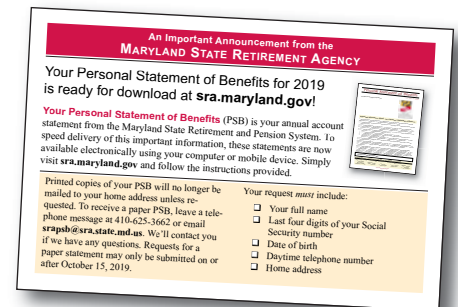 An Important Announcement from the
MARYLAND STATE RETIREMENT AGENCY
Your Personal Statement of Benefits for 2019
is ready for download at sra.maryland.gov!
Your Personal Statement of Benefits (PSB) is your annual account
statement from the Maryland State Retirement and Pension System. To
speed delivery of this important information, these statements are now
available electronically using your computer or mobile device. Simply
visit sra.maryland.gov and follow the instructions provided.
Printed copies of your PSB will no longer be
mailed to your home address unless re-
quested. To receive a paper PSB, leave a tele-
phone message at 410-625-3662 or email
srapsb@sra.state.md.us. We'll contact you
if we have any questions. Requests for a
paper statement may only be submitted on or
after October 15, 2019.
Your request must include:
❑ Your full name
❑ Last four digits of your Social
Security number
❑ Date of birth
❑ Daytime telephone number
❑ Home address